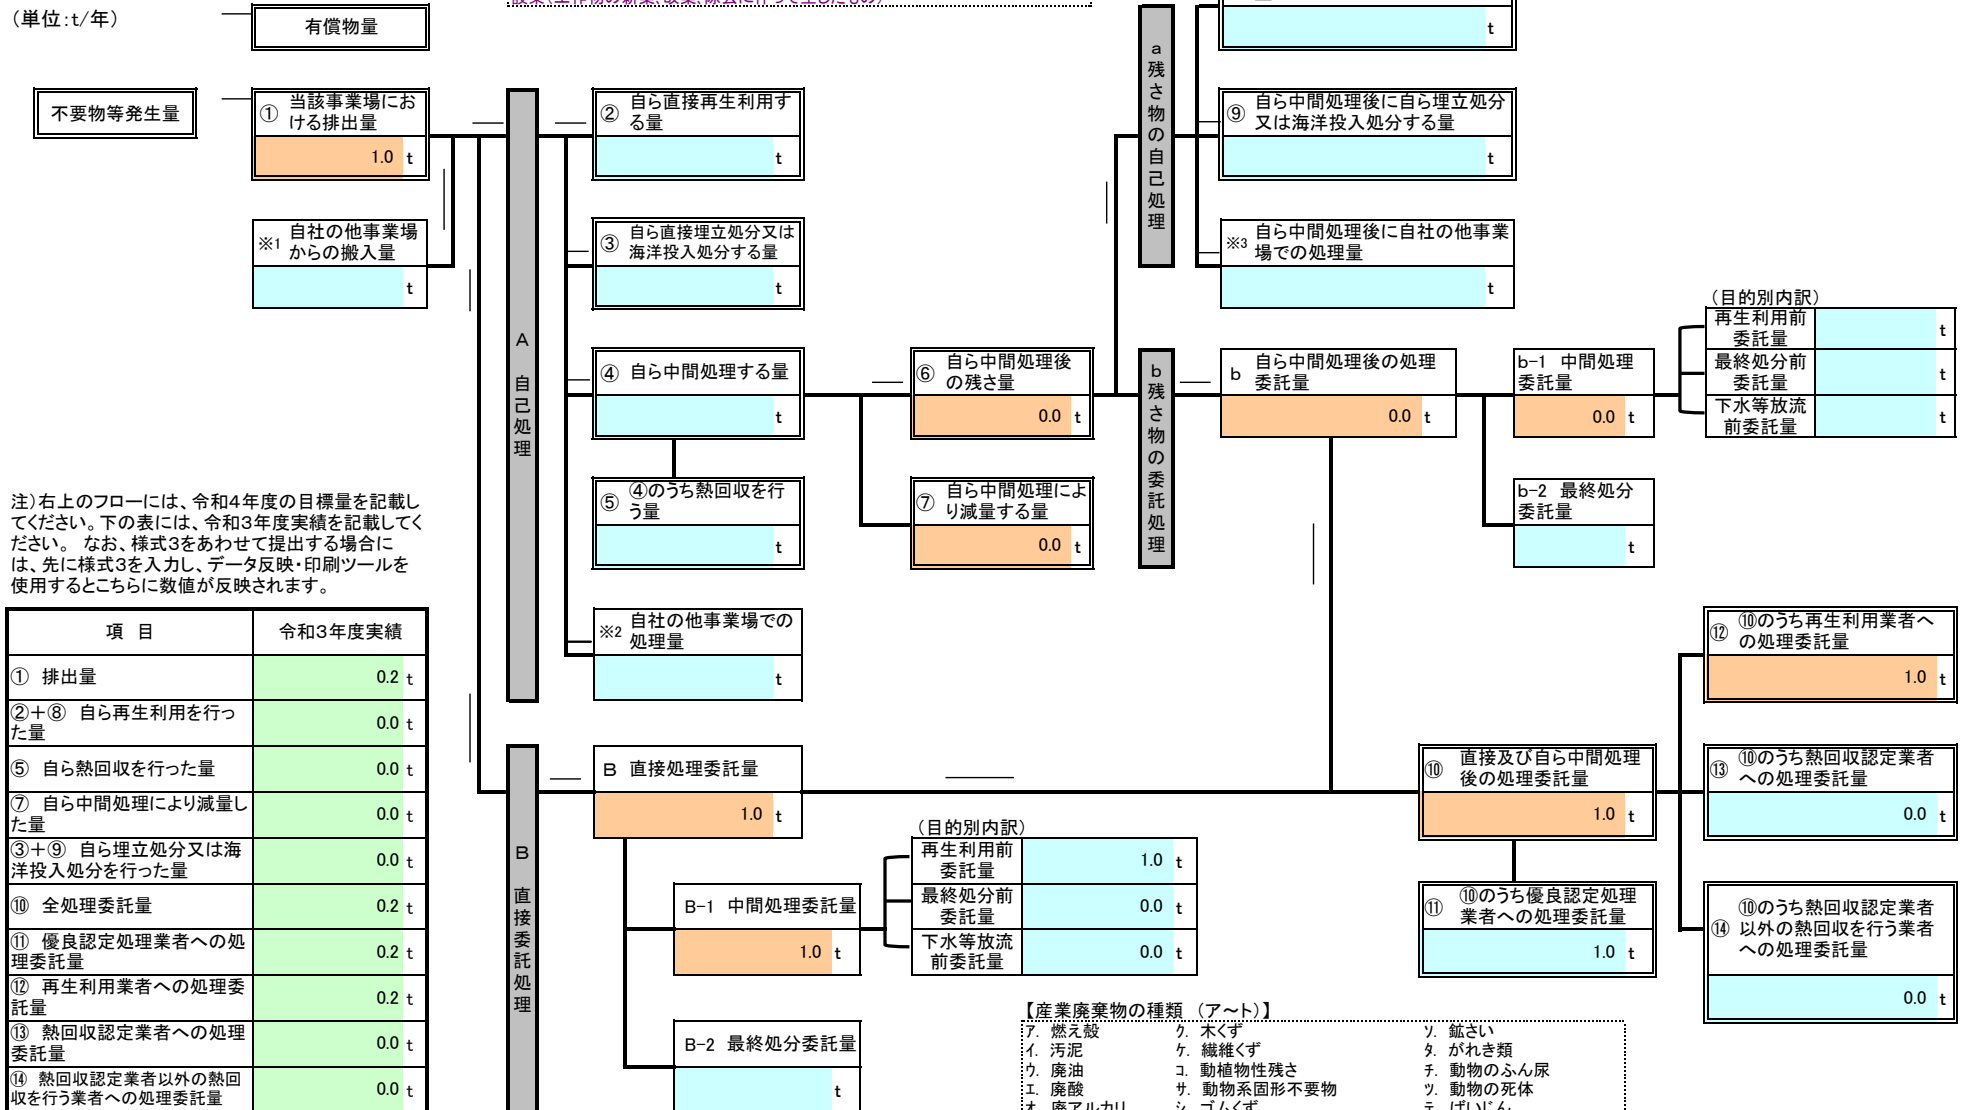 （単位:t/年）
有償物量
t
不要物等発生量
① 当該事業場にお
ける排出量
1.0 t
② 自ら直接再生利用す
る量
t
a
残
さ
物
の
自
己
処
理
⑨ 自ら中間処理後に自ら埋立処分
又は海洋投入処分する量
t
※1 自社の他事業場
からの搬入量
t
③ 自ら直接埋立処分又は
海洋投入処分する量
t
※3 自ら中間処理後に自社の他事業
場での処理量
t
A
自
己
処
理
④ 自ら中間処理する量
t
⑥ 自ら中間処理後
の残さ量
0.0 t
b
残
さ
物
の
委
託
処
理
b 自ら中間処理後の処理
委託量
0.0 t
b-1 中間処理
委託量
0.0 t
（目的別内訳）
再生利用前
委託量 t
最終処分前
委託量 t
下水等放流
前委託量 t
⑤ ④のうち熱回収を行
う量
t
⑦ 自ら中間処理によ
り減量する量
0.0 t
b-2 最終処分
委託量
t
注）右上のフローには、令和４年度の目標量を記載し
てください。下の表には、令和３年度実績を記載してく
ださい。 なお、様式３をあわせて提出する場合に
は、先に様式３を入力し、データ反映・印刷ツールを
使用するとこちらに数値が反映されます。
※2 自社の他事業場での
処理量
t
項 目 令和３年度実績
① 排出量 0.2 t
②＋⑧ 自ら再生利用を行っ
た量 0.0 t
⑤ 自ら熱回収を行った量 0.0 t
⑦ 自ら中間処理により減量し
た量 0.0 t
③＋⑨ 自ら埋立処分又は海
洋投入処分を行った量 0.0 t
⑩ 全処理委託量 0.2 t
⑪ 優良認定処理業者への処
理委託量 0.2 t
⑫ 再生利用業者への処理委
託量 0.2 t
⑬ 熱回収認定業者への処理
委託量 0.0 t
⑭ 熱回収認定業者以外の熱回
収を行う業者への処理委託量 0.0 t
B
直
接
委
託
処
理
B 直接処理委託量
1.0 t
B-1 中間処理委託量
1.0 t
（目的別内訳）
再生利用前
委託量 1.0 t
最終処分前
委託量 0.0 t
下水等放流
前委託量 0.0 t
B-2 最終処分委託量
t
⑩ 直接及び自ら中間処理
後の処理委託量
1.0 t
⑪ ⑩のうち優良認定処理
業者への処理委託量
1.0 t
⑫ ⑩のうち再生利用業者へ
の処理委託量
1.0 t
⑬ ⑩のうち熱回収認定業者
への処理委託量
0.0 t
⑭ ⑩のうち熱回収認定業者
以外の熱回収を行う業者
への処理委託量
0.0 t
【産業廃棄物の種類 （ア～ト）】
ｱ. 燃え殻 ｸ. 木くず ｿ. 鉱さい
ｲ. 汚泥 ｹ. 繊維くず ﾀ. がれき類
ｳ. 廃油 ｺ. 動植物性残さ ﾁ. 動物のふん尿
ｴ. 廃酸 ｻ. 動物系固形不要物 ﾂ. 動物の死体
ｵ. 廃アルカリ ｼ. ゴムくず ﾃ. ばいじん